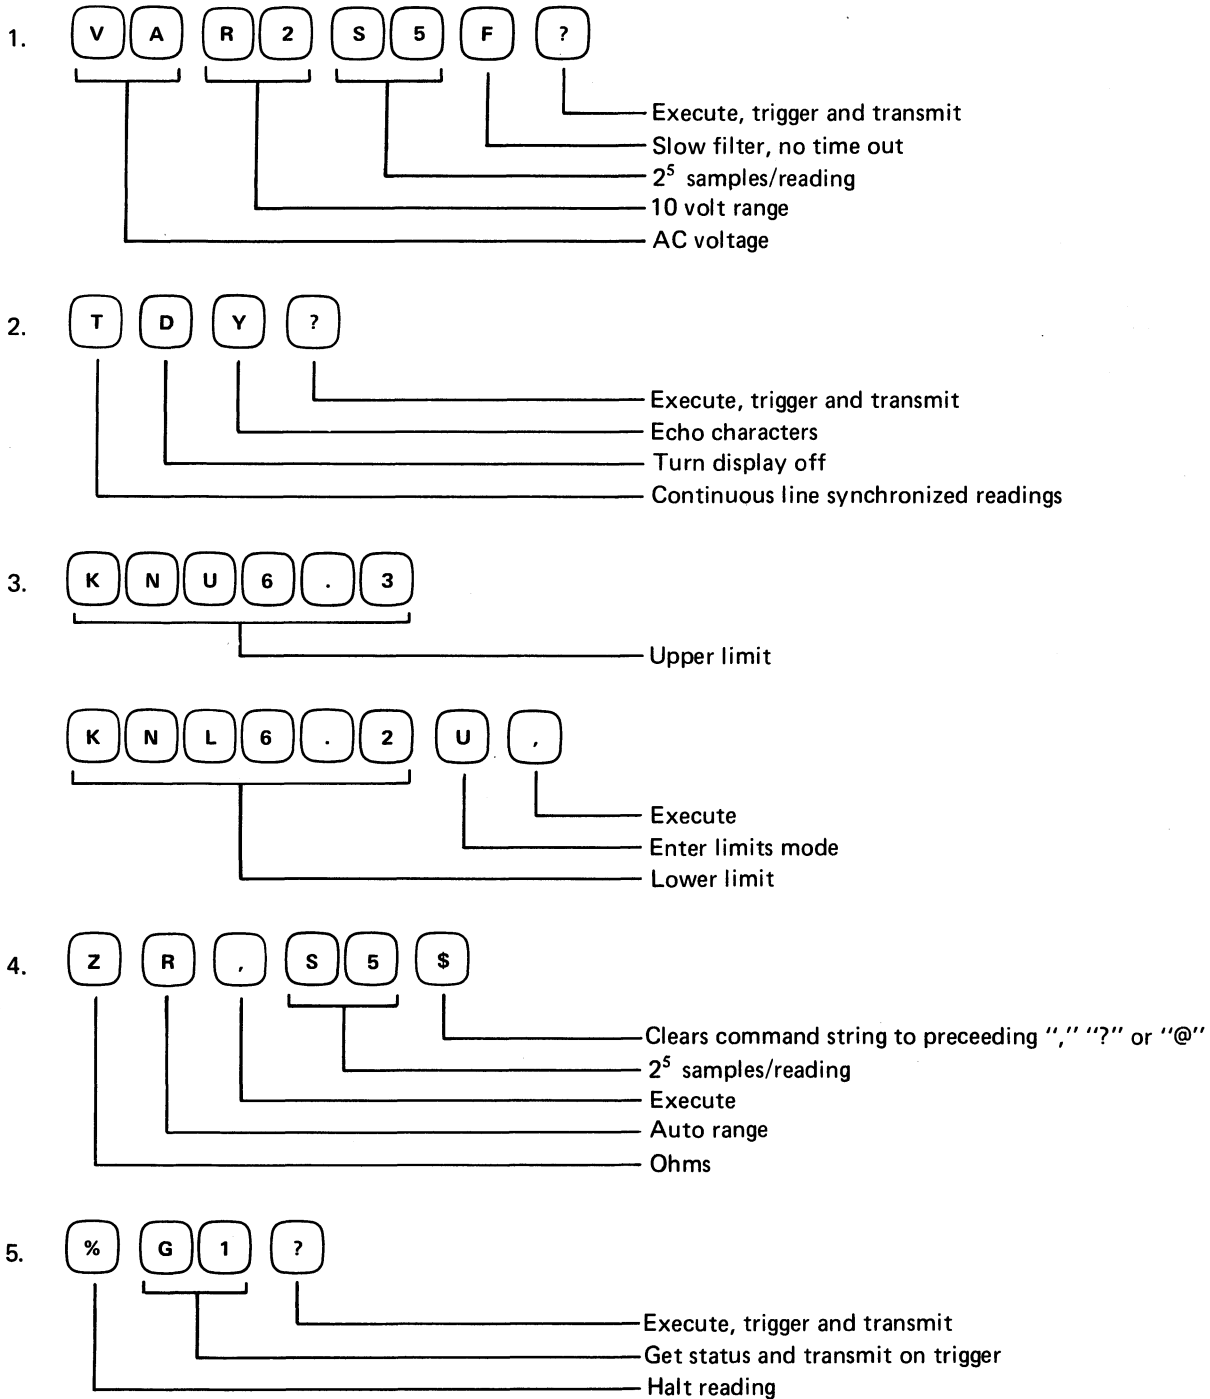 1. V A R 2 S 5 F ?
Execute, trigger and transmit
Slow filter, no time out
2⁵ samples/reading
10 volt range
AC voltage
2. T D Y ?
Execute, trigger and transmit
Echo characters
Turn display off
Continuous line synchronized readings
3. K N U 6 . 3
Upper limit
K N L 6 . 2 U ,
Execute
Enter limits mode
Lower limit
4. Z R , S 5 $
Clears command string to preceeding "," "?" or "@"
2⁵ samples/reading
Execute
Auto range
Ohms
5. % G 1 ?
Execute, trigger and transmit
Get status and transmit on trigger
Halt reading